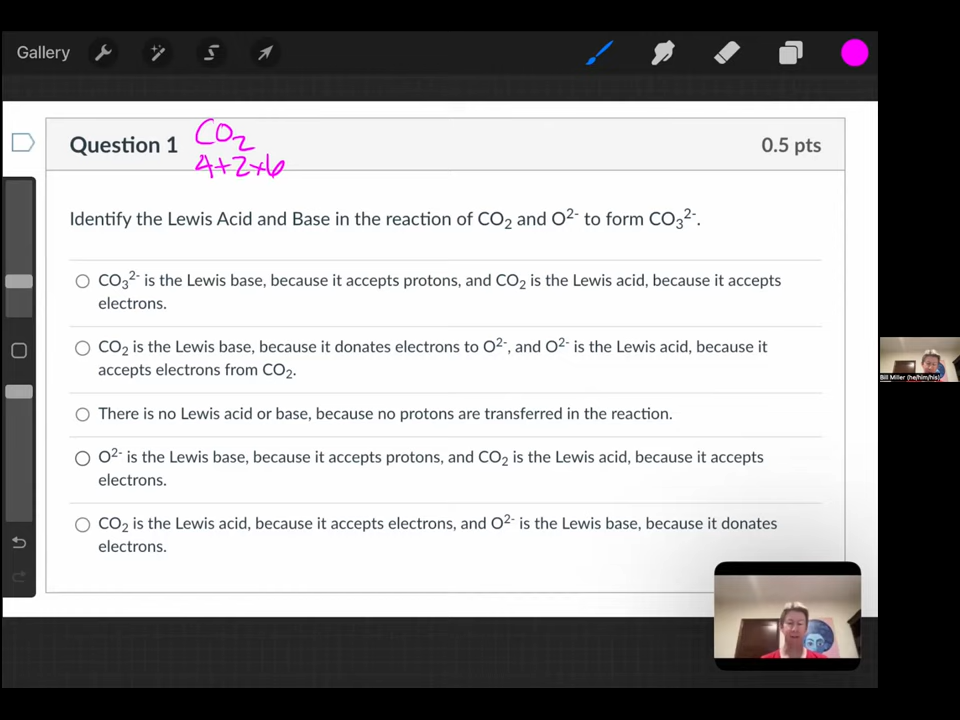 Gallery
Question 1
CO₂
0.5 pts
4+2×6
Identify the Lewis Acid and Base in the reaction of CO₂ and O²⁻ to form CO₃²⁻.
CO₃²⁻ is the Lewis base, because it accepts protons, and CO₂ is the Lewis acid, because it accepts
electrons.
CO₂ is the Lewis base, because it donates electrons to O²⁻, and O²⁻ is the Lewis acid, because it
accepts electrons from CO₂.
There is no Lewis acid or base, because no protons are transferred in the reaction.
O²⁻ is the Lewis base, because it accepts protons, and CO₂ is the Lewis acid, because it accepts
electrons.
CO₂ is the Lewis acid, because it accepts electrons, and O²⁻ is the Lewis base, because it donates
electrons.
Bill Miller (he/him/his)